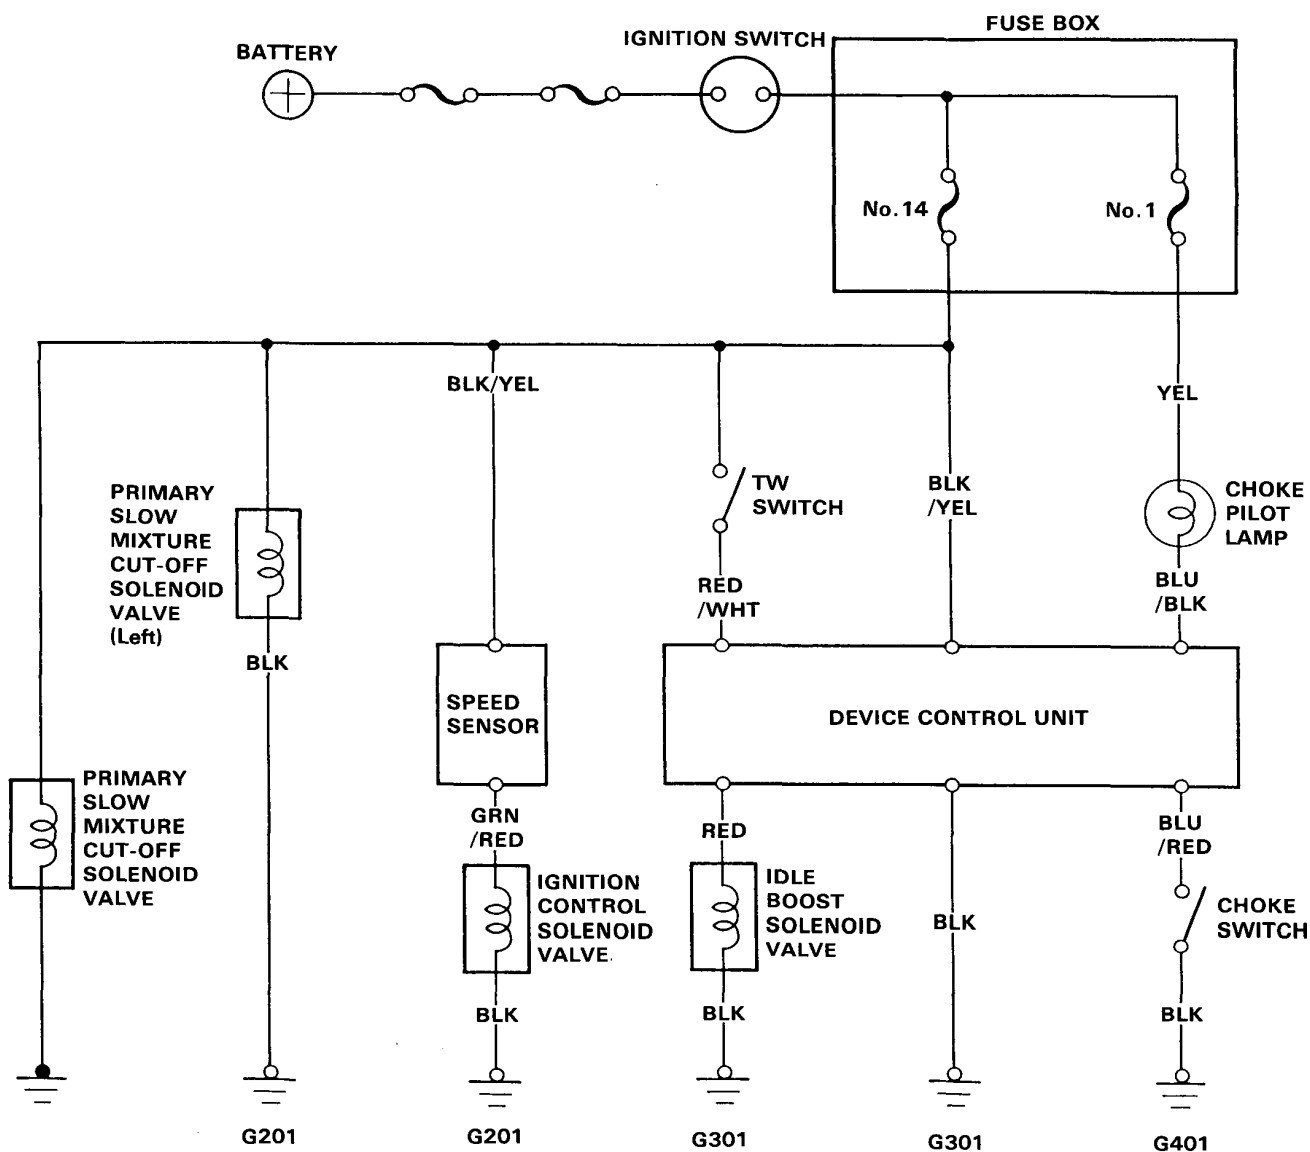 FUSE BOX
IGNITION SWITCH
BATTERY
No.14
No.1
BLK/YEL
YEL
PRIMARY
SLOW
MIXTURE
CUT-OFF
SOLENOID
VALVE
(Left)
TW
SWITCH
BLK
/YEL
CHOKE
PILOT
LAMP
RED
/WHT
BLU
/BLK
BLK
SPEED
SENSOR
DEVICE CONTROL UNIT
PRIMARY
SLOW
MIXTURE
CUT-OFF
SOLENOID
VALVE
GRN
/RED
RED
BLU
/RED
IGNITION
CONTROL
SOLENOID
VALVE
IDLE
BOOST
SOLENOID
VALVE
BLK
CHOKE
SWITCH
BLK
BLK
BLK
G201
G201
G301
G301
G401